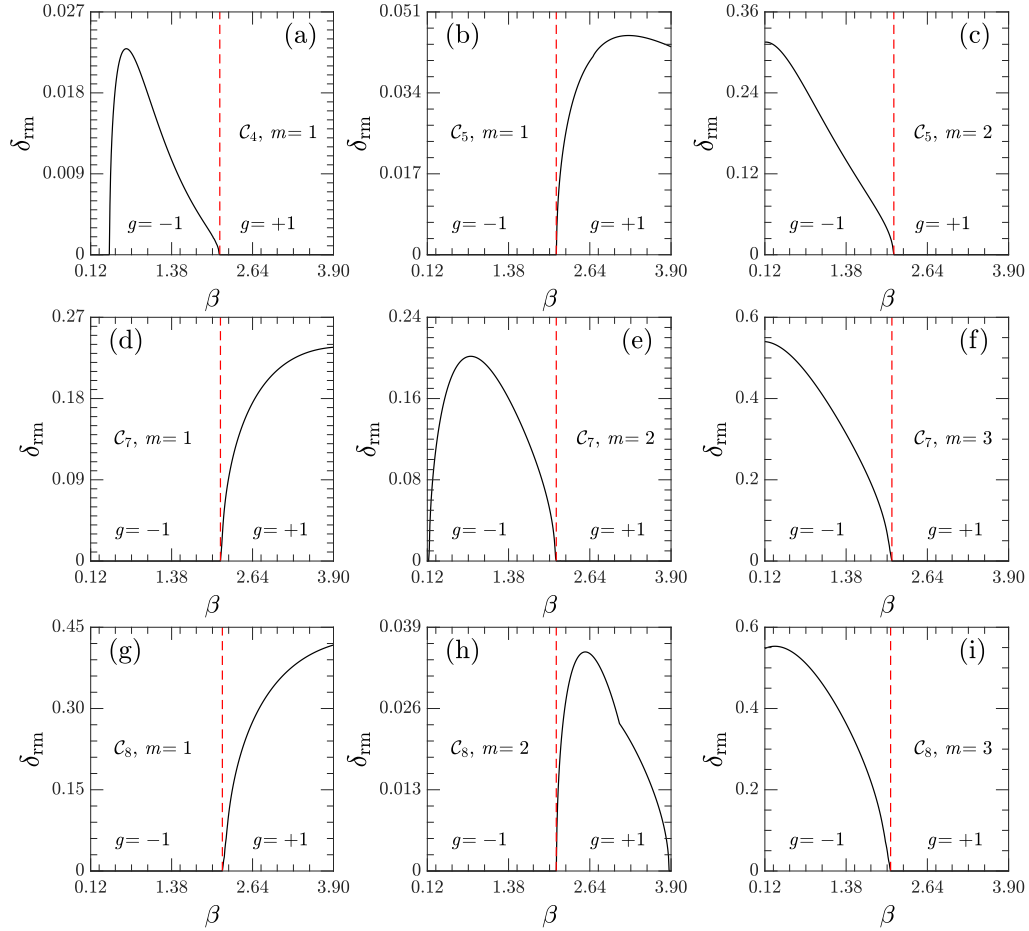 (a)
δrm
0.027
0.018
0.009
0
𝒞₄, m= 1
g= −1
g= +1
0.12
1.38
2.64
3.90
β
(b)
δrm
0.051
0.034
0.017
0
𝒞₅, m= 1
g= −1
g= +1
0.12
1.38
2.64
3.90
β
(c)
δrm
0.36
0.24
0.12
0
𝒞₅, m= 2
g= −1
g= +1
0.12
1.38
2.64
3.90
β
(d)
δrm
0.27
0.18
0.09
0
𝒞₇, m= 1
g= −1
g= +1
0.12
1.38
2.64
3.90
β
(e)
δrm
0.24
0.16
0.08
0
𝒞₇, m= 2
g= −1
g= +1
0.12
1.38
2.64
3.90
β
(f)
δrm
0.6
0.4
0.2
0
𝒞₇, m= 3
g= −1
g= +1
0.12
1.38
2.64
3.90
β
(g)
δrm
0.45
0.30
0.15
0
𝒞₈, m= 1
g= −1
g= +1
0.12
1.38
2.64
3.90
β
(h)
δrm
0.039
0.026
0.013
0
𝒞₈, m= 2
g= −1
g= +1
0.12
1.38
2.64
3.90
β
(i)
δrm
0.6
0.4
0.2
0
𝒞₈, m= 3
g= −1
g= +1
0.12
1.38
2.64
3.90
β